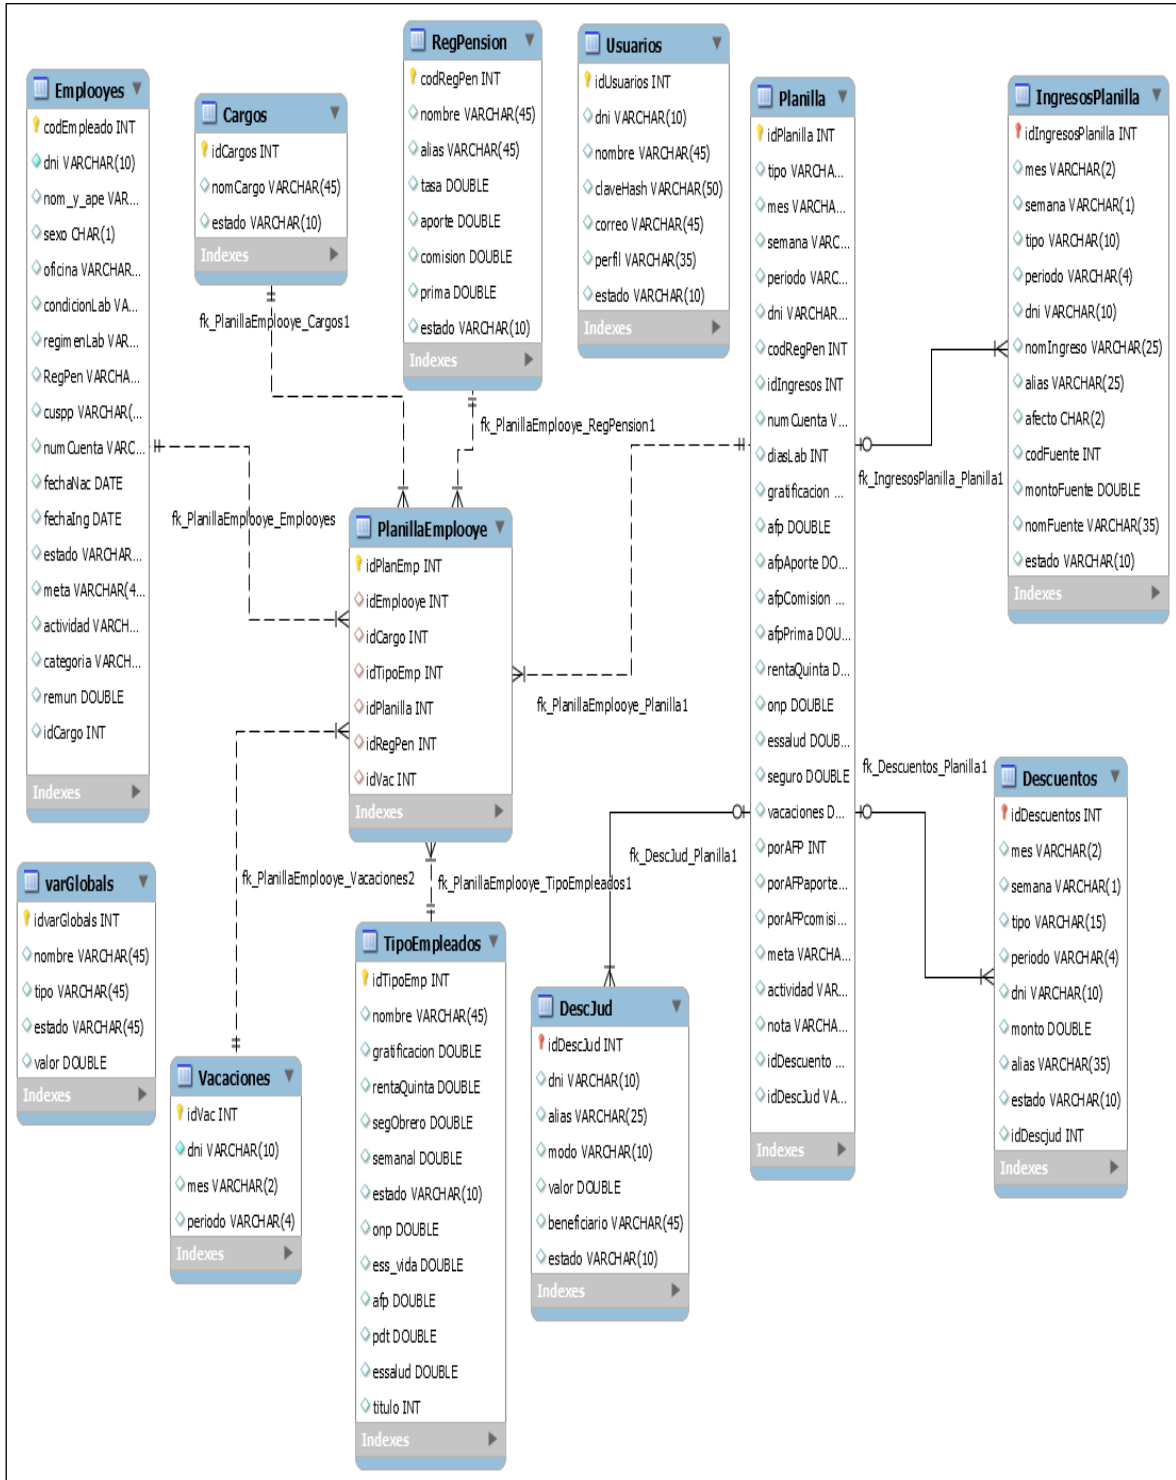 Emplooyes
codEmpleado INT
dni VARCHAR(10)
nom_y_ape VAR...
sexo CHAR(1)
oficina VARCHAR...
condicionLab VA...
regimenLab VAR...
RegPen VARCHA...
cuspp VARCHAR(...
numCuenta VARC...
fechaNac DATE
fechaIng DATE
estado VARCHAR...
meta VARCHAR(4...
actividad VARCH...
categoria VARCH...
remun DOUBLE
idCargo INT
Indexes
Cargos
idCargos INT
nomCargo VARCHAR(45)
estado VARCHAR(10)
Indexes
RegPension
codRegPen INT
nombre VARCHAR(45)
alias VARCHAR(45)
tasa DOUBLE
aporte DOUBLE
comision DOUBLE
prima DOUBLE
estado VARCHAR(10)
Indexes
Usuarios
idUsuarios INT
dni VARCHAR(10)
nombre VARCHAR(45)
claveHash VARCHAR(50)
correo VARCHAR(45)
perfil VARCHAR(35)
estado VARCHAR(10)
Indexes
Planilla
idPlanilla INT
tipo VARCHA...
mes VARCHA...
semana VARC...
periodo VARC...
dni VARCHAR...
codRegPen INT
idIngresos INT
numCuenta V...
diasLab INT
gratificacion ...
afp DOUBLE
afpAporte DO...
afpComision ...
afpPrima DOU...
rentaQuinta D...
onp DOUBLE
essalud DOUB...
seguro DOUBLE
vacaciones D...
porAFP INT
porAFPaporte...
porAFPcomisi...
meta VARCHA...
actividad VAR...
nota VARCHA...
idDescuento ...
idDescJud VA...
Indexes
IngresosPlanilla
idIngresosPlanilla INT
mes VARCHAR(2)
semana VARCHAR(1)
tipo VARCHAR(10)
periodo VARCHAR(4)
dni VARCHAR(10)
nomIngreso VARCHAR(25)
alias VARCHAR(25)
afecto CHAR(2)
codFuente INT
montoFuente DOUBLE
nomFuente VARCHAR(35)
estado VARCHAR(10)
Indexes
fk_PlanillaEmplooye_Cargos1
fk_PlanillaEmplooye_RegPension1
fk_IngresosPlanilla_Planilla1
fk_PlanillaEmplooye_Emplooyes
PlanillaEmplooye
idPlanEmp INT
idEmplooye INT
idCargo INT
idTipoEmp INT
idPlanilla INT
idRegPen INT
idVac INT
Indexes
fk_PlanillaEmplooye_Planilla1
fk_Descuentos_Planilla1
fk_DescJud_Planilla1
fk_PlanillaEmplooye_Vacaciones2
fk_PlanillaEmplooye_TipoEmpleados1
varGlobals
idvarGlobals INT
nombre VARCHAR(45)
tipo VARCHAR(45)
estado VARCHAR(45)
valor DOUBLE
Indexes
Vacaciones
idVac INT
dni VARCHAR(10)
mes VARCHAR(2)
periodo VARCHAR(4)
Indexes
TipoEmpleados
idTipoEmp INT
nombre VARCHAR(45)
gratificacion DOUBLE
rentaQuinta DOUBLE
segObrero DOUBLE
semanal DOUBLE
estado VARCHAR(10)
onp DOUBLE
ess_vida DOUBLE
afp DOUBLE
pdt DOUBLE
essalud DOUBLE
titulo INT
Indexes
DescJud
idDescJud INT
dni VARCHAR(10)
alias VARCHAR(25)
modo VARCHAR(10)
valor DOUBLE
beneficiario VARCHAR(45)
estado VARCHAR(10)
Indexes
Descuentos
idDescuentos INT
mes VARCHAR(2)
semana VARCHAR(1)
tipo VARCHAR(15)
periodo VARCHAR(4)
dni VARCHAR(10)
monto DOUBLE
alias VARCHAR(35)
estado VARCHAR(10)
idDescjud INT
Indexes